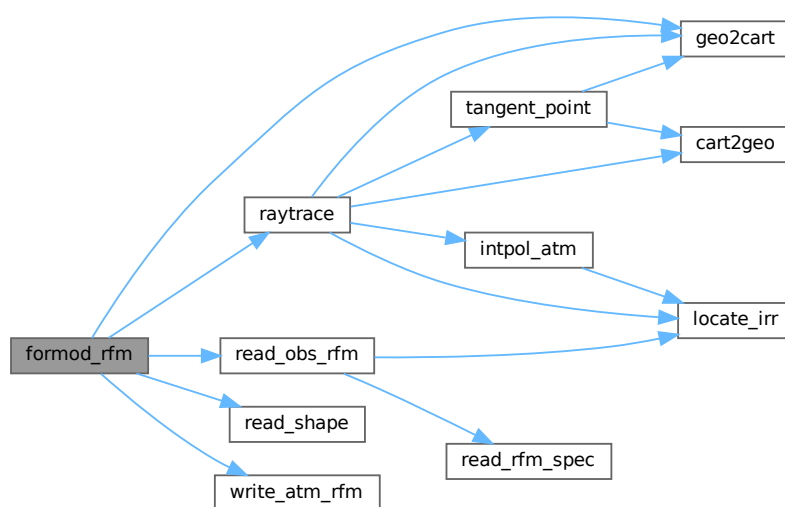 geo2cart
tangent_point
cart2geo
raytrace
intpol_atm
locate_irr
formod_rfm
read_obs_rfm
read_shape
read_rfm_spec
write_atm_rfm